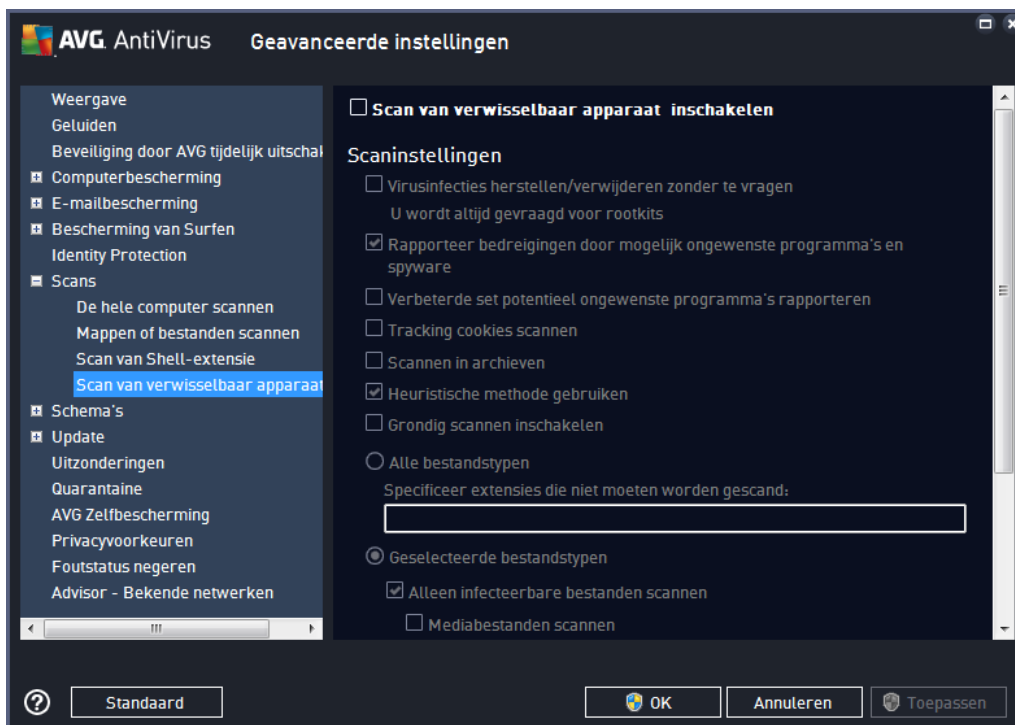 AVG. AntiVirus Geavanceerde instellingen
Weergave
Geluiden
Beveiliging door AVG tijdelijk uitschak
Computerbescherming
E-mailbescherming
Bescherming van Surfen
Identity Protection
Scans
De hele computer scannen
Mappen of bestanden scannen
Scan van Shell-extensie
Scan van verwisselbaar apparaat
Schema's
Update
Uitzonderingen
Quarantaine
AVG Zelfbescherming
Privacyvoorkeuren
Foutstatus negeren
Advisor - Bekende netwerken
Scan van verwisselbaar apparaat inschakelen
Scaninstellingen
Virusinfecties herstellen/verwijderen zonder te vragen
U wordt altijd gevraagd voor rootkits
Rapporteer bedreigingen door mogelijk ongewenste programma's en
spyware
Verbeterde set potentieel ongewenste programma's rapporteren
Tracking cookies scannen
Scannen in archieven
Heuristische methode gebruiken
Grondig scannen inschakelen
Alle bestandstypen
Specificeer extensies die niet moeten worden gescand:
Geselecteerde bestandstypen
Alleen infecteerbare bestanden scannen
Mediabestanden scannen
Standaard
OK
Annuleren
Toepassen